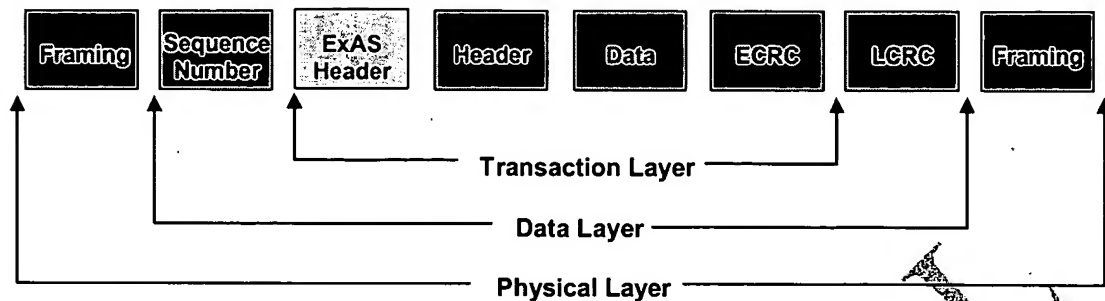 Framing
Sequence Number
ExAS Header
Header
Data
ECRC
LCRC
Framing
Transaction Layer
Data Layer
Physical Layer